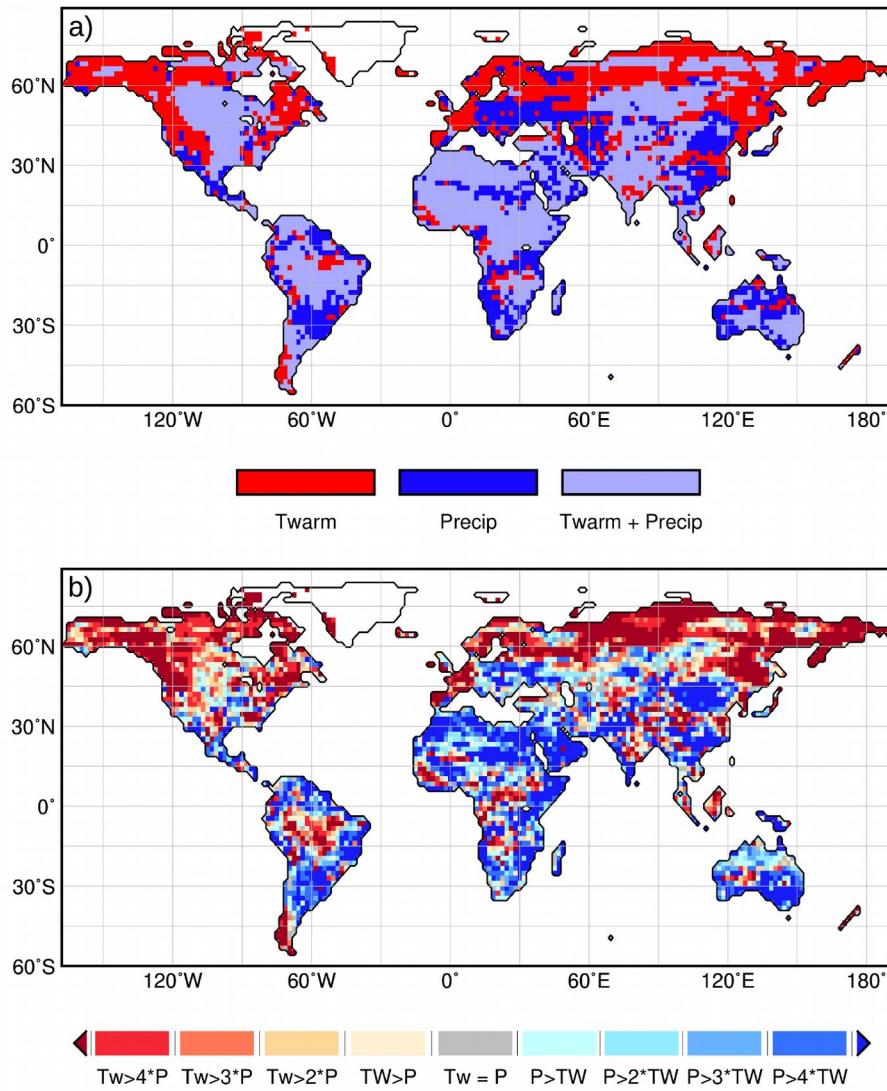 a)
60°N
30°N
0°
30°S
60°S
120°W 60°W 0° 60°E 120°E 180°
Twarm Precip Twarm + Precip
b)
60°N
30°N
0°
30°S
60°S
120°W 60°W 0° 60°E 120°E 180°
Tw>4*P Tw>3*P Tw>2*P TW>P Tw = P P>TW P>2*TW P>3*TW P>4*TW